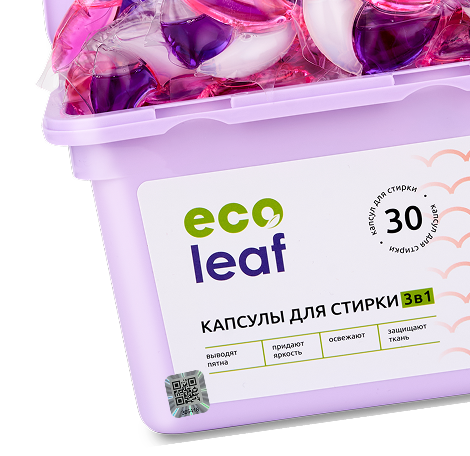 eco
leaf
капсул для стирки • капсул для стирки •
30
КАПСУЛЫ ДЛЯ СТИРКИ 3в1
выводят пятна
придают яркость
освежают
защищают ткань